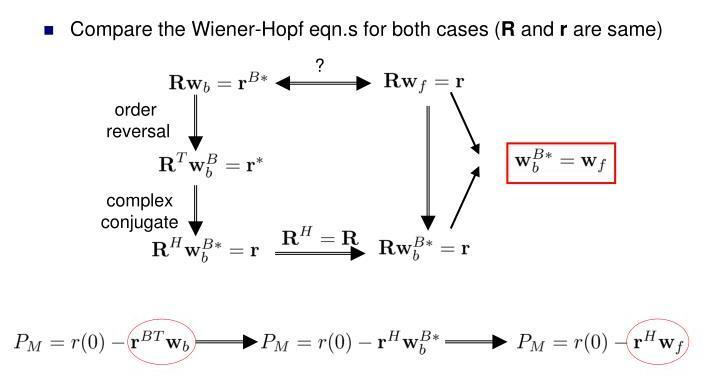 ■ Compare the Wiener-Hopf eqn.s for both cases (R and r are same)
?
Rw_b = r^{B*} Rw_f = r
order
reversal
R^T w_b^B = r^* w_b^{B*} = w_f
complex
conjugate
R^H w_b^{B*} = r R^H = R Rw_b^{B*} = r
P_M = r(0) − r^{BT} w_b P_M = r(0) − r^H w_b^{B*} P_M = r(0) − r^H w_f